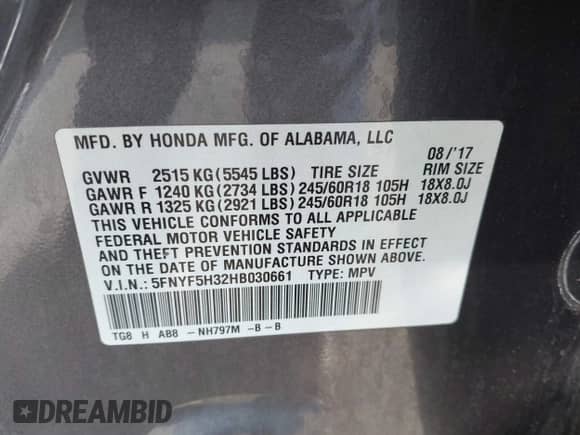 MFD. BY HONDA MFG. OF ALABAMA, LLC
08/'17
GVWR 2515 KG (5545 LBS) TIRE SIZE RIM SIZE
GAWR F 1240 KG (2734 LBS) 245/60R18 105H 18X8.0J
GAWR R 1325 KG (2921 LBS) 245/60R18 105H 18X8.0J
THIS VEHICLE CONFORMS TO ALL APPLICABLE
FEDERAL MOTOR VEHICLE SAFETY
AND THEFT PREVENTION STANDARDS IN EFFECT
ON THE DATE OF MANUFACTURE SHOWN ABOVE.
V.I.N.: 5FNYF5H32HB030661 TYPE: MPV
TG8 H AB8 - NH797M -B-B
DREAMBID